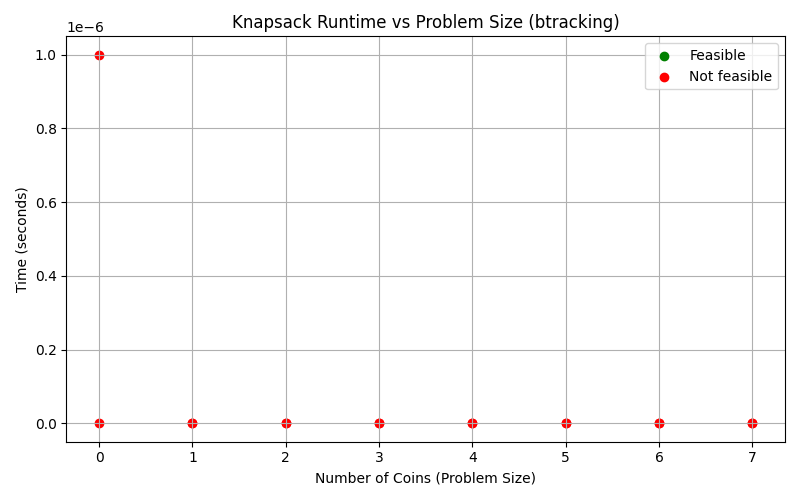 Knapsack Runtime vs Problem Size (btracking)
1e−6
Feasible
Not feasible
1.0
0.8
0.6
0.4
0.2
0.0
Time (seconds)
0 1 2 3 4 5 6 7
Number of Coins (Problem Size)